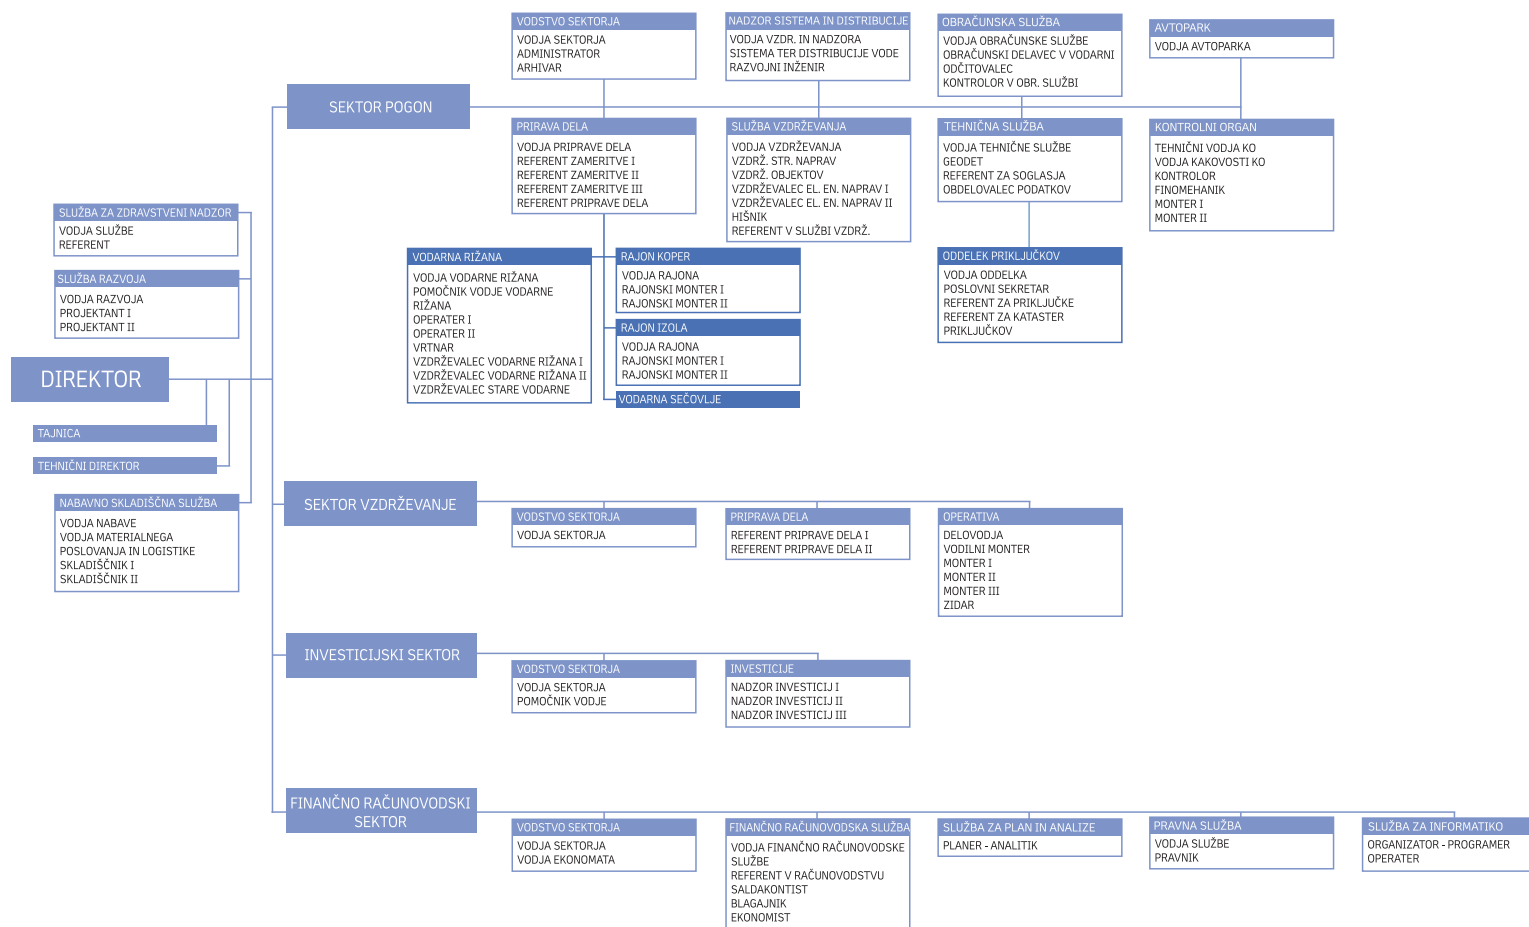 VODSTVO SEKTORJA
VODJA SEKTORJA
ADMINISTRATOR
ARHIVAR
NADZOR SISTEMA IN DISTRIBUCIJE
VODJA VZDR. IN NADZORA
SISTEMA TER DISTRIBUCIJE VODE
RAZVOJNI INŽENIR
OBRAČUNSKA SLUŽBA
VODJA OBRAČUNSKE SLUŽBE
OBRAČUNSKI DELAVEC V VODARNI
ODČITOVALEC
KONTROLOR V OBR. SLUŽBI
AVTOPARK
VODJA AVTOPARKA
SEKTOR POGON
PRIRAVA DELA
VODJA PRIPRAVE DELA
REFERENT ZAMERITVE I
REFERENT ZAMERITVE II
REFERENT ZAMERITVE III
REFERENT PRIPRAVE DELA
SLUŽBA VZDRŽEVANJA
VODJA VZDRŽEVANJA
VZDRŽ. STR. NAPRAV
VZDRŽ. OBJEKTOV
VZDRŽEVALEC EL. EN. NAPRAV I
VZDRŽEVALEC EL. EN. NAPRAV II
HIŠNIK
REFERENT V SLUŽBI VZDRŽ.
TEHNIČNA SLUŽBA
VODJA TEHNIČNE SLUŽBE
GEODET
REFERENT ZA SOGLASJA
OBDELOVALEC PODATKOV
KONTROLNI ORGAN
TEHNIČNI VODJA KO
VODJA KAKOVOSTI KO
KONTROLOR
FINOMEHANIK
MONTER I
MONTER II
SLUŽBA ZA ZDRAVSTVENI NADZOR
VODJA SLUŽBE
REFERENT
SLUŽBA RAZVOJA
VODJA RAZVOJA
PROJEKTANT I
PROJEKTANT II
VODARNA RIŽANA
VODJA VODARNE RIŽANA
POMOČNIK VODJE VODARNE
RIŽANA
OPERATER I
OPERATER II
VRTNAR
VZDRŽEVALEC VODARNE RIŽANA I
VZDRŽEVALEC VODARNE RIŽANA II
VZDRŽEVALEC STARE VODARNE
RAJON KOPER
VODJA RAJONA
RAJONSKI MONTER I
RAJONSKI MONTER II
RAJON IZOLA
VODJA RAJONA
RAJONSKI MONTER I
RAJONSKI MONTER II
VODARNA SEČOVLJE
ODDELEK PRIKLJUČKOV
VODJA ODDELKA
POSLOVNI SEKRETAR
REFERENT ZA PRIKLJUČKE
REFERENT ZA KATASTER
PRIKLJUČKOV
DIREKTOR
TAJNICA
TEHNIČNI DIREKTOR
NABAVNO SKLADIŠČNA SLUŽBA
VODJA NABAVE
VODJA MATERIALNEGA
POSLOVANJA IN LOGISTIKE
SKLADIŠČNIK I
SKLADIŠČNIK II
SEKTOR VZDRŽEVANJE
VODSTVO SEKTORJA
VODJA SEKTORJA
PRIPRAVA DELA
REFERENT PRIPRAVE DELA I
REFERENT PRIPRAVE DELA II
OPERATIVA
DELOVODJA
VODILNI MONTER
MONTER I
MONTER II
MONTER III
ZIDAR
INVESTICIJSKI SEKTOR
VODSTVO SEKTORJA
VODJA SEKTORJA
POMOČNIK VODJE
INVESTICIJE
NADZOR INVESTICIJ I
NADZOR INVESTICIJ II
NADZOR INVESTICIJ III
FINANČNO RAČUNOVODSKI
SEKTOR
VODSTVO SEKTORJA
VODJA SEKTORJA
VODJA EKONOMATA
FINANČNO RAČUNOVODSKA SLUŽBA
VODJA FINANČNO RAČUNOVODSKE
SLUŽBE
REFERENT V RAČUNOVODSTVU
SALDAKONTIST
BLAGAJNIK
EKONOMIST
SLUŽBA ZA PLAN IN ANALIZE
PLANER - ANALITIK
PRAVNA SLUŽBA
VODJA SLUŽBE
PRAVNIK
SLUŽBA ZA INFORMATIKO
ORGANIZATOR - PROGRAMER
OPERATER